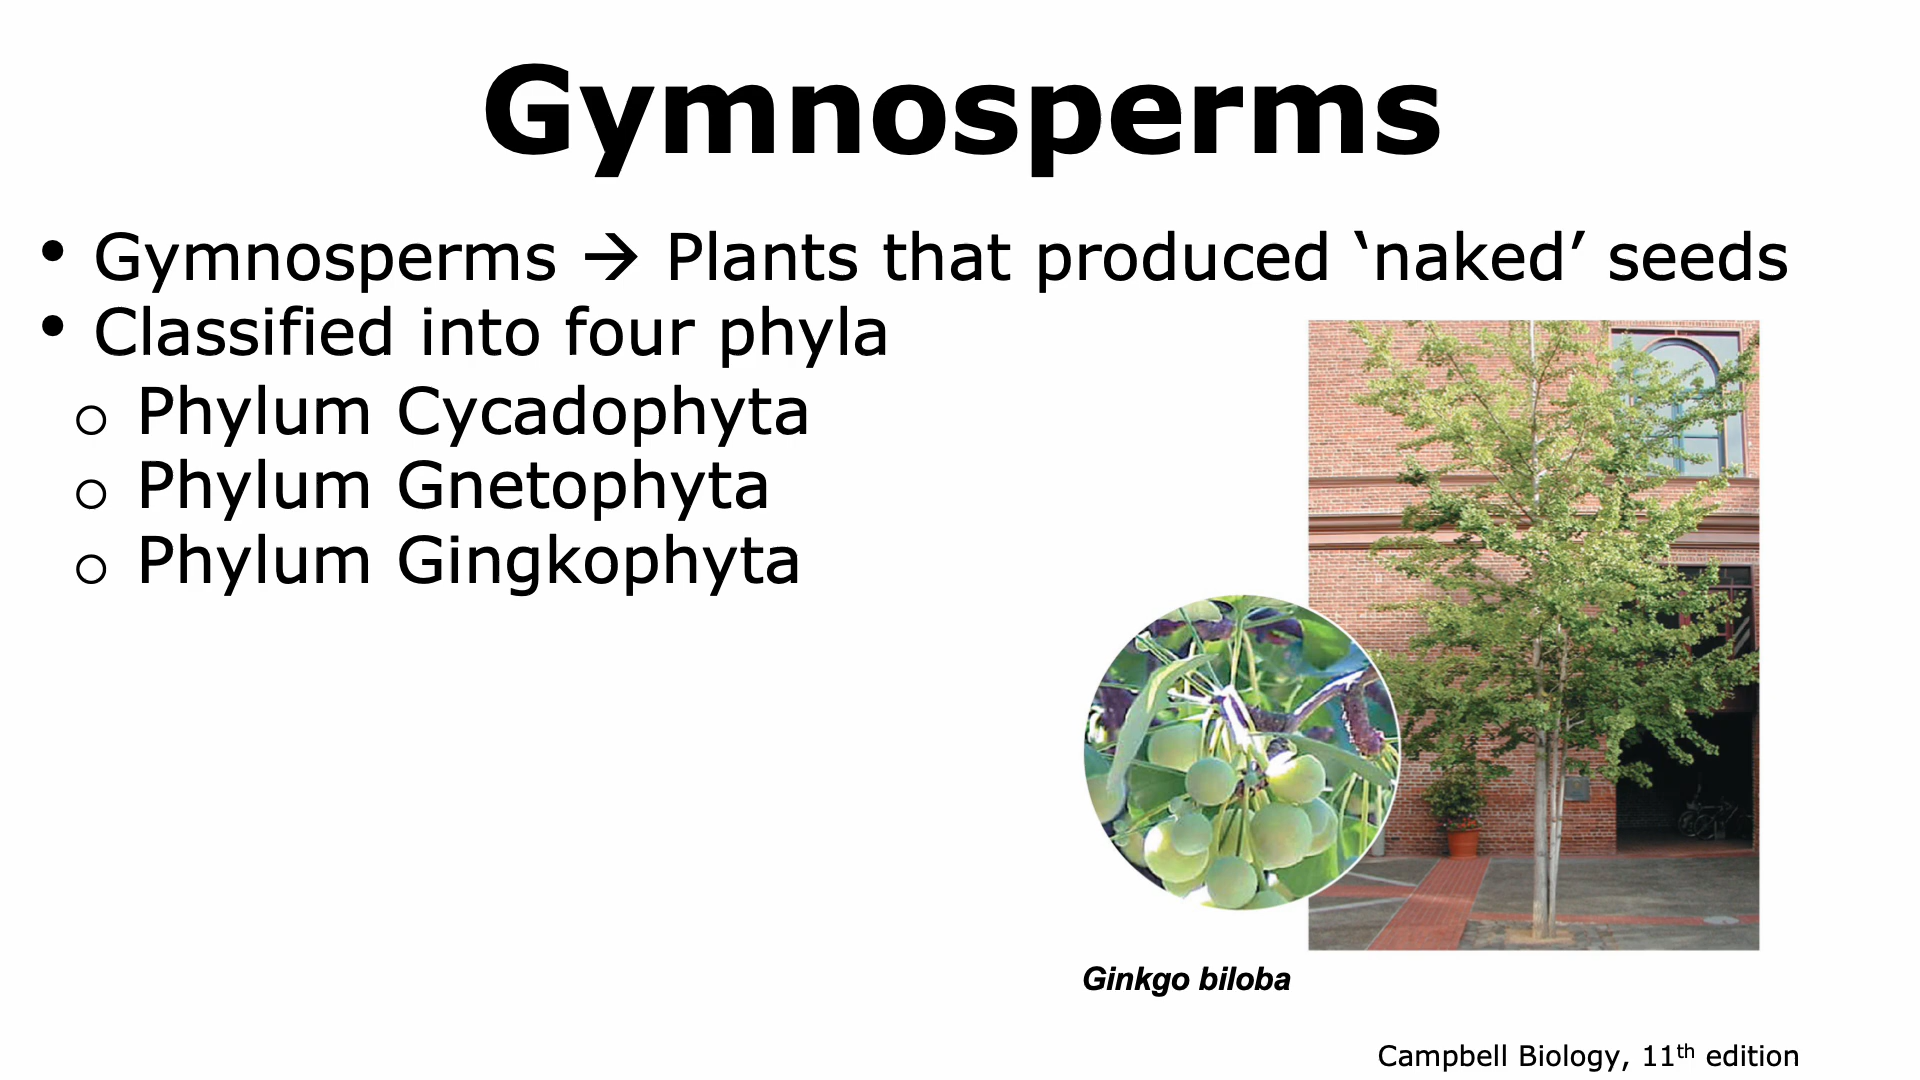 Gymnosperms
• Gymnosperms → Plants that produced ‘naked’ seeds
• Classified into four phyla
o Phylum Cycadophyta
o Phylum Gnetophyta
o Phylum Gingkophyta
Ginkgo biloba
Campbell Biology, 11th edition